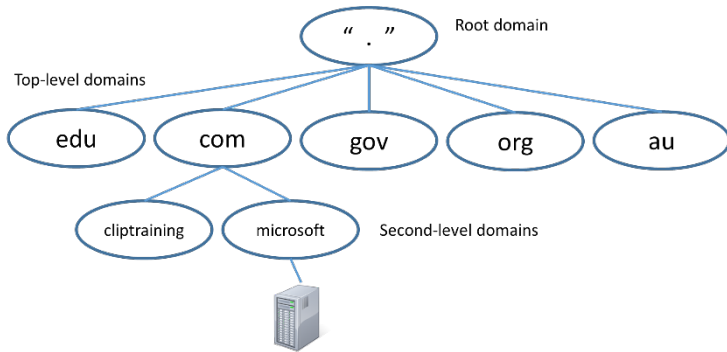 “ . ”
Root domain
Top-level domains
edu
com
gov
org
au
cliptraining
microsoft
Second-level domains